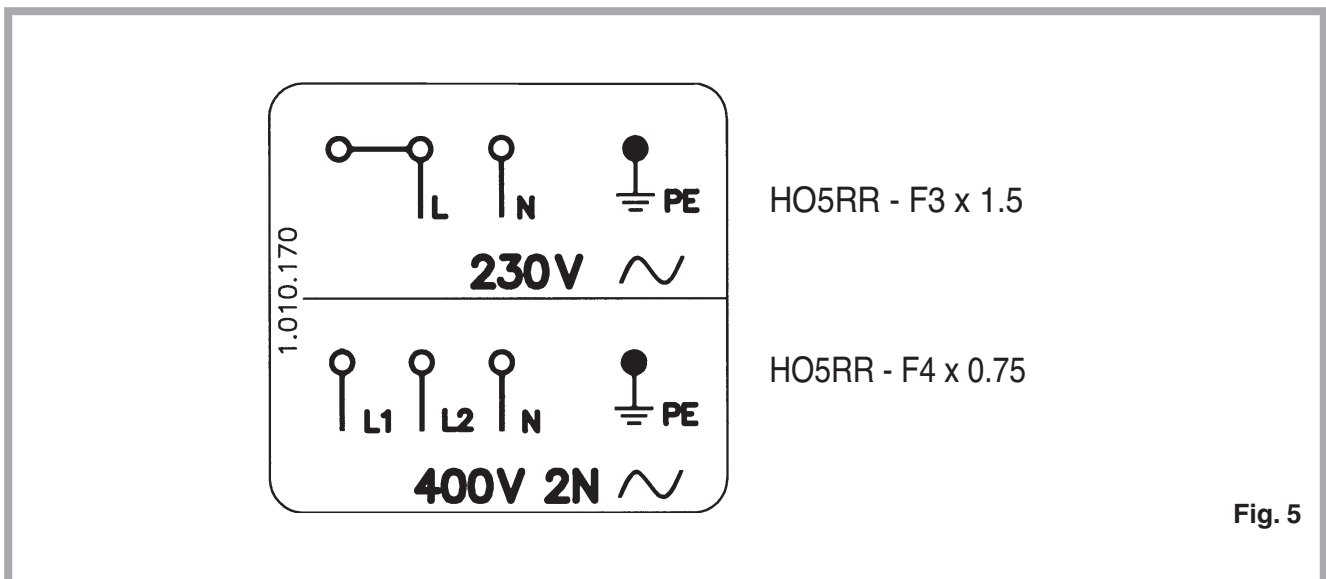 L N PE
HO5RR - F3 x 1.5
230V
1.010.170
L1 L2 N PE
HO5RR - F4 x 0.75
400V 2N
Fig. 5